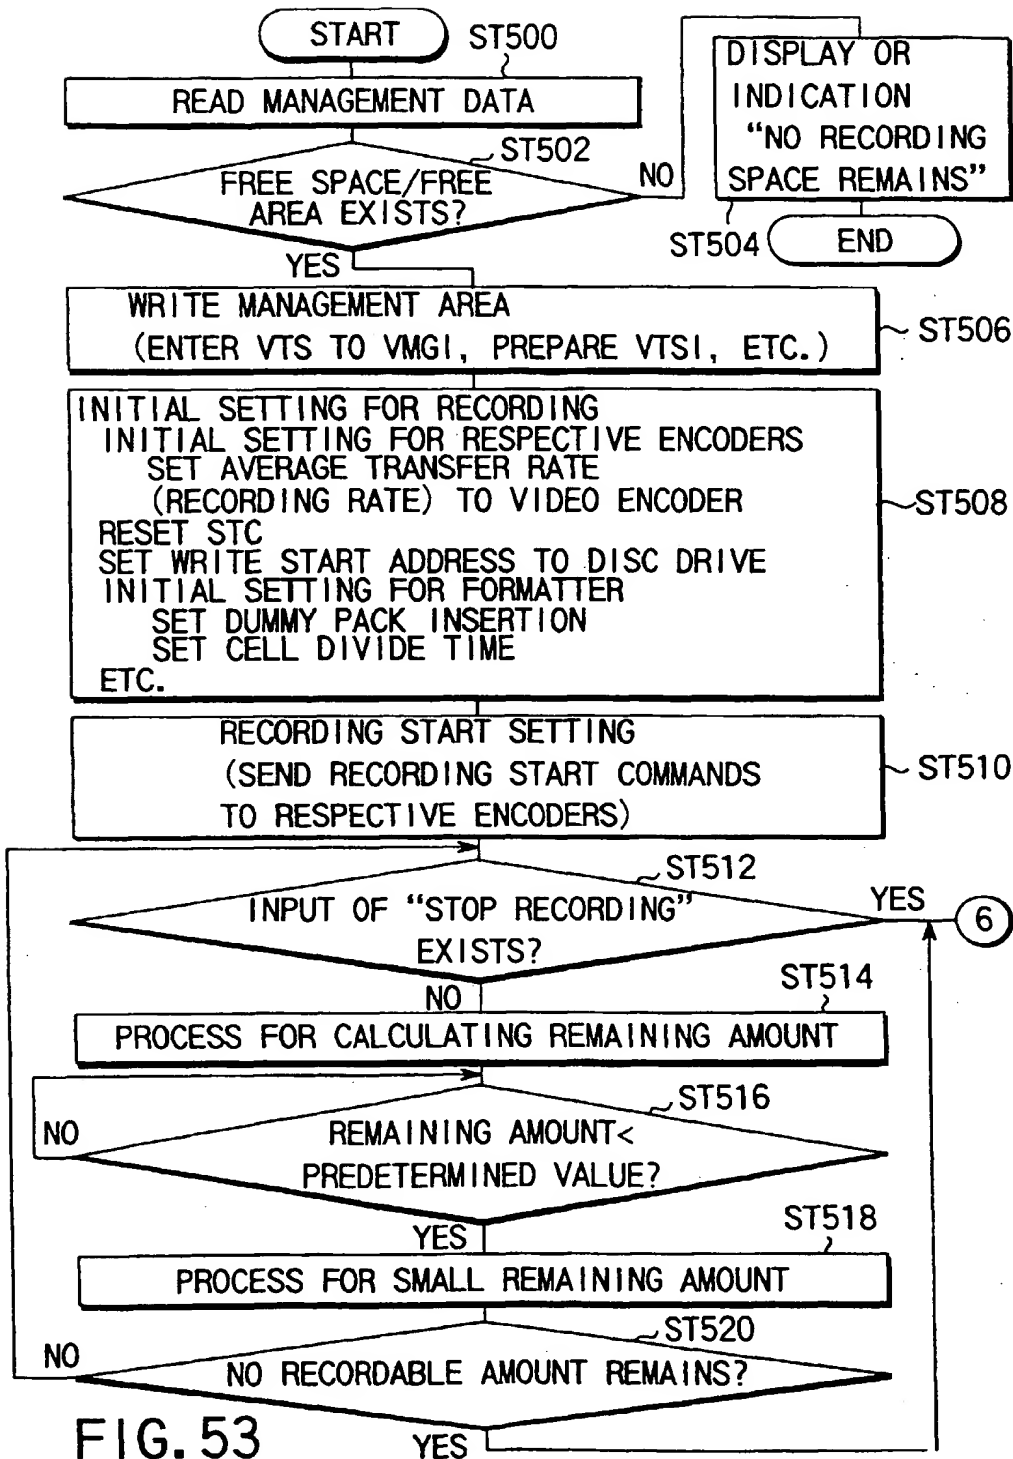 START
ST500
READ MANAGEMENT DATA
ST502
FREE SPACE/FREE
AREA EXISTS?
NO
DISPLAY OR
INDICATION
“NO RECORDING
SPACE REMAINS”
ST504
END
YES
WRITE MANAGEMENT AREA
(ENTER VTS TO VMGI, PREPARE VTSI, ETC.)
ST506
INITIAL SETTING FOR RECORDING
INITIAL SETTING FOR RESPECTIVE ENCODERS
SET AVERAGE TRANSFER RATE
(RECORDING RATE) TO VIDEO ENCODER
RESET STC
SET WRITE START ADDRESS TO DISC DRIVE
INITIAL SETTING FOR FORMATTER
SET DUMMY PACK INSERTION
SET CELL DIVIDE TIME
ETC.
ST508
RECORDING START SETTING
(SEND RECORDING START COMMANDS
TO RESPECTIVE ENCODERS)
ST510
ST512
INPUT OF “STOP RECORDING”
EXISTS?
YES
6
NO
ST514
PROCESS FOR CALCULATING REMAINING AMOUNT
ST516
NO
REMAINING AMOUNT<
PREDETERMINED VALUE?
YES
ST518
PROCESS FOR SMALL REMAINING AMOUNT
ST520
NO
NO RECORDABLE AMOUNT REMAINS?
YES
FIG. 53